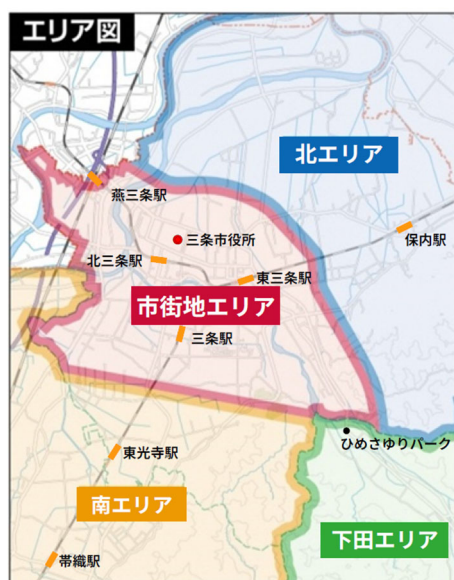 エリア図
北エリア
燕三条駅
三条市役所
保内駅
北三条駅
東三条駅
市街地エリア
三条駅
ひめさゆりパーク
東光寺駅
南エリア
下田エリア
帯織駅